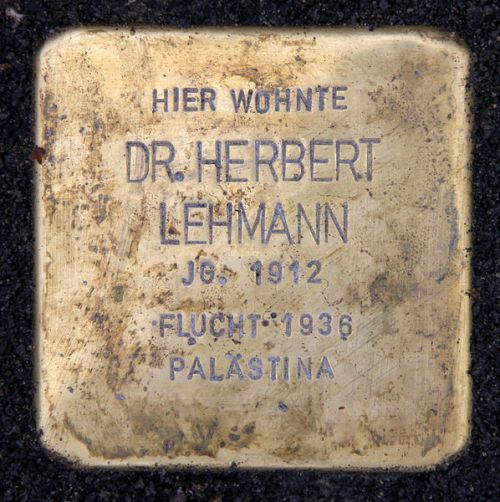 HIER WOHNTE
DR. HERBERT
LEHMANN
JG. 1912
FLUCHT 1936
PALÄSTINA